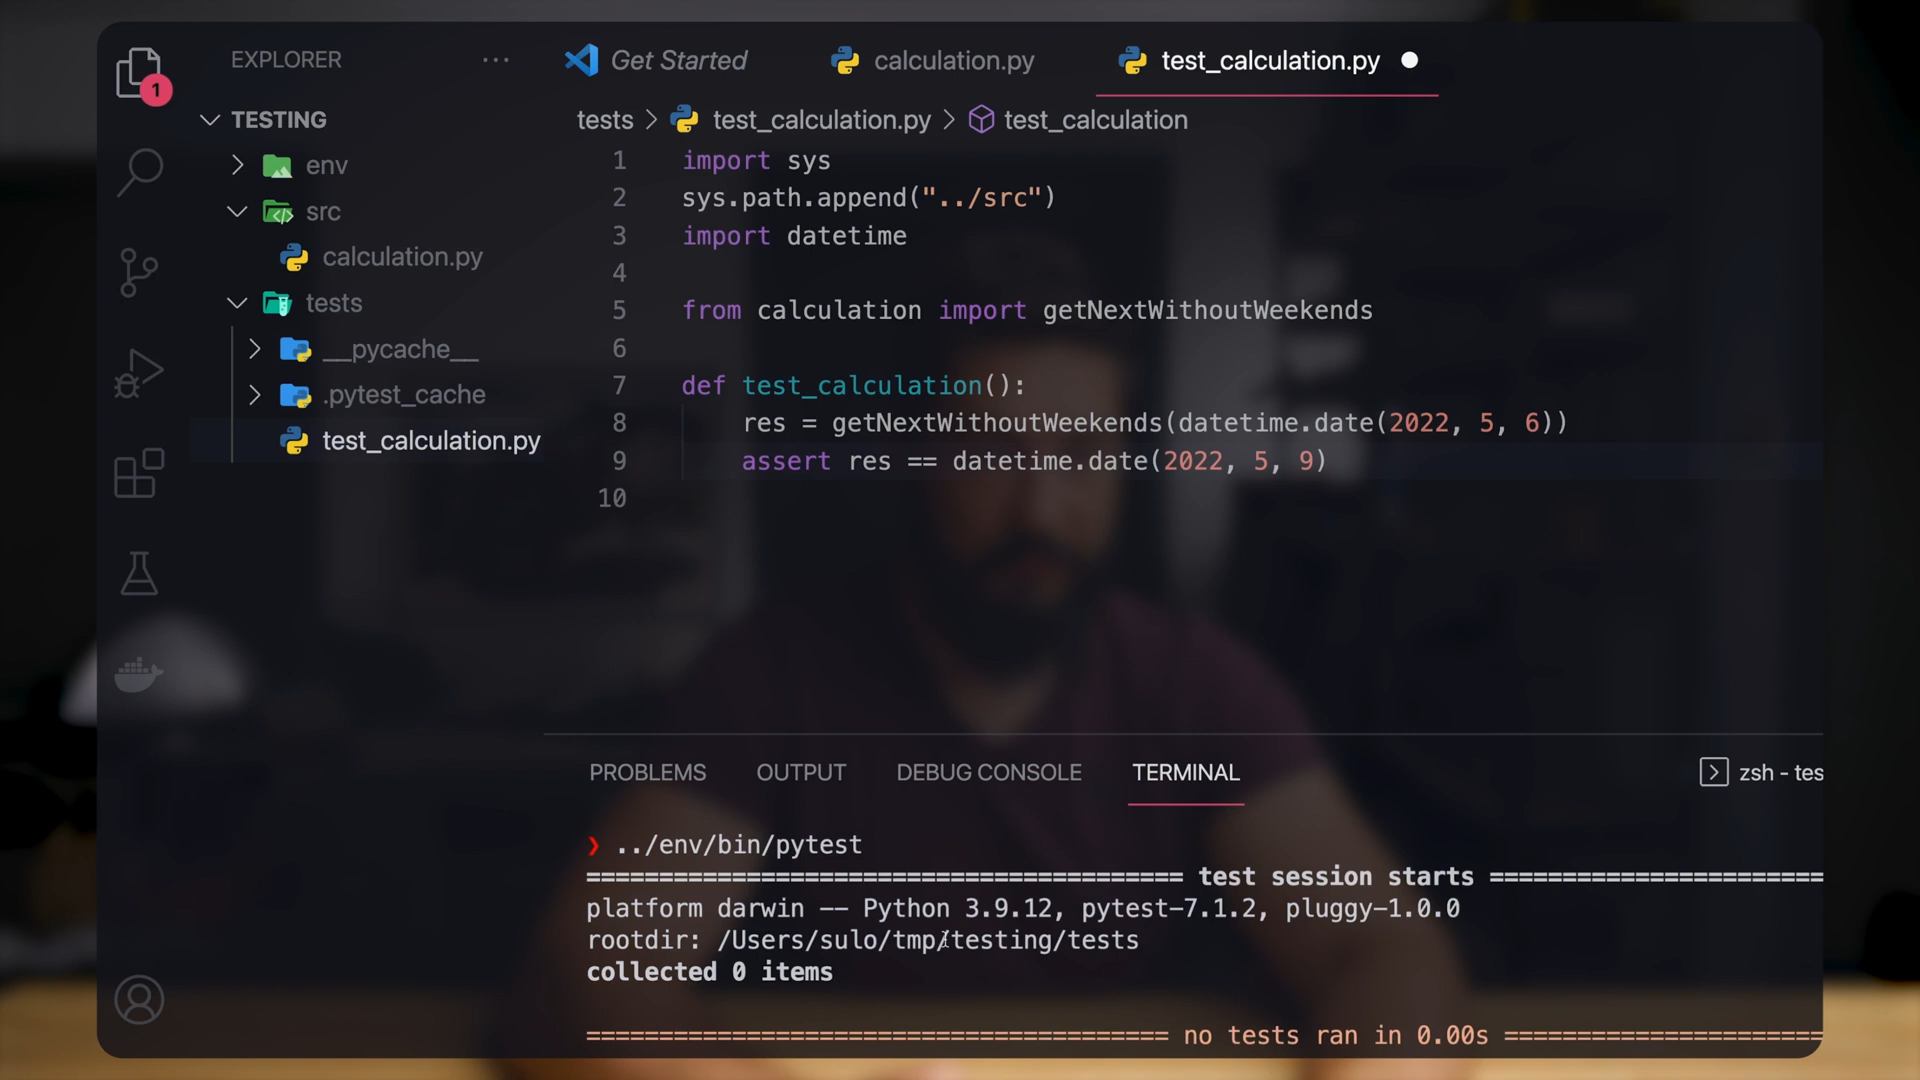 EXPLORER
...
Get Started
calculation.py
test_calculation.py
1
TESTING
env
src
calculation.py
tests
__pycache__
.pytest_cache
test_calculation.py
tests > test_calculation.py > test_calculation
1 import sys
2 sys.path.append("../src")
3 import datetime
4
5 from calculation import getNextWithoutWeekends
6
7 def test_calculation():
8 res = getNextWithoutWeekends(datetime.date(2022, 5, 6))
9 assert res == datetime.date(2022, 5, 9)
10
PROBLEMS OUTPUT DEBUG CONSOLE TERMINAL
zsh - tes
❯ ../env/bin/pytest
========================================= test session starts =======================
platform darwin -- Python 3.9.12, pytest-7.1.2, pluggy-1.0.0
rootdir: /Users/sulo/tmp/testing/tests
collected 0 items
======================================== no tests ran in 0.00s ======================